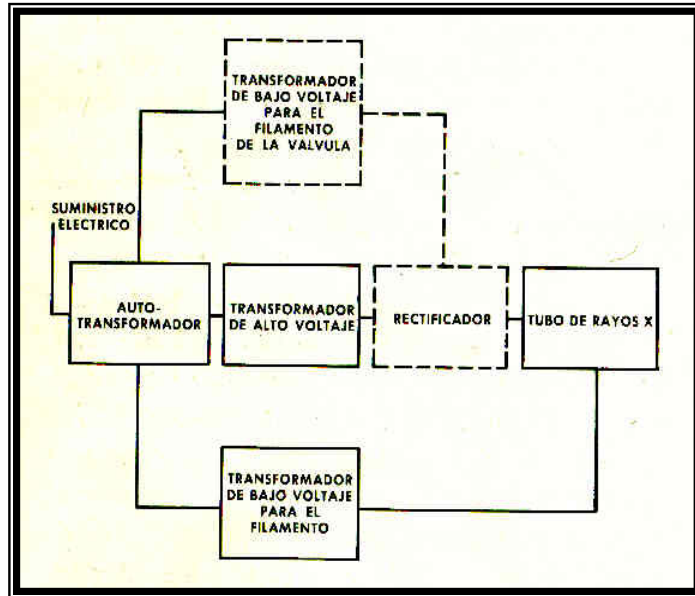 TRANSFORMADOR
DE BAJO VOLTAJE
PARA EL
FILAMENTO
DE LA VALVULA
SUMINISTRO
ELECTRICO
AUTO-
TRANSFORMADOR
TRANSFORMADOR
DE ALTO VOLTAJE
RECTIFICADOR
TUBO DE RAYOS X
TRANSFORMADOR
DE BAJO VOLTAJE
PARA EL
FILAMENTO